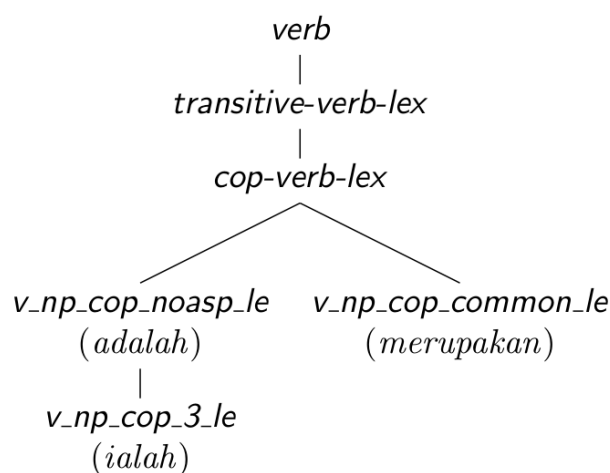 verb
transitive-verb-lex
cop-verb-lex
v_np_cop_noasp_le v_np_cop_common_le
(adalah) (merupakan)
v_np_cop_3_le
(ialah)